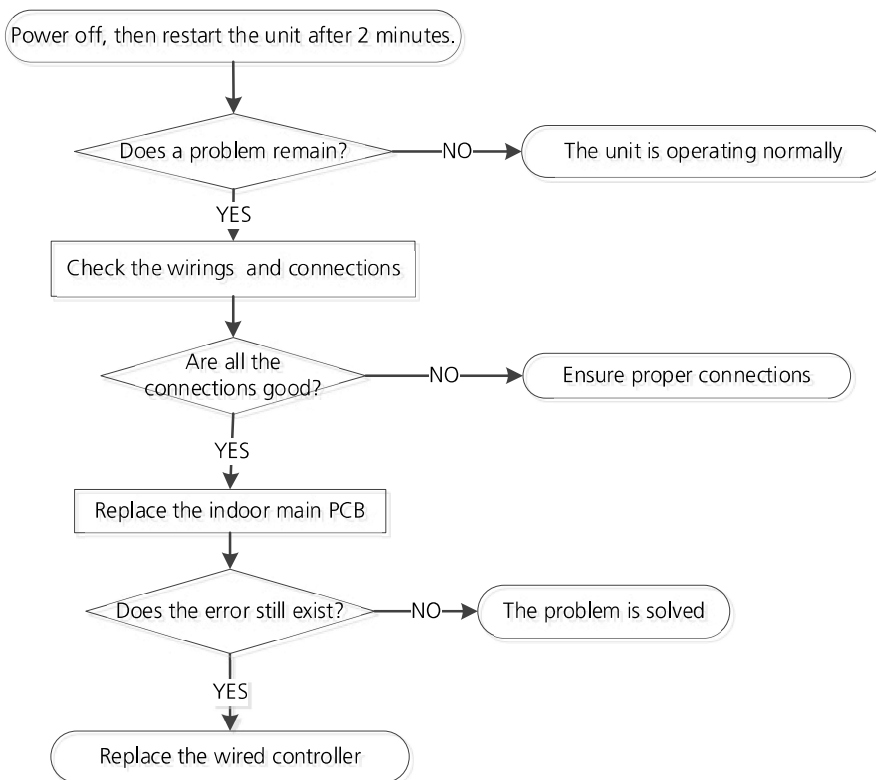 Power off, then restart the unit after 2 minutes.
Does a problem remain?
NO
The unit is operating normally
YES
Check the wirings and connections
Are all the
connections good?
NO
Ensure proper connections
YES
Replace the indoor main PCB
Does the error still exist?
NO
The problem is solved
YES
Replace the wired controller